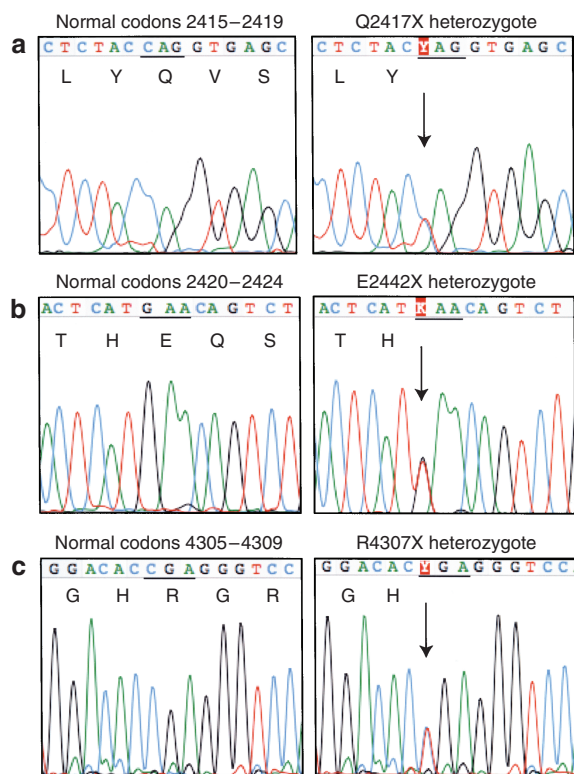 Normal codons 2415–2419
Q2417X heterozygote
a
C T C T A C C A G G T G A G C
C T C T A C Y A G G T G A G C
L Y Q V S
L Y
Normal codons 2420–2424
E2442X heterozygote
b
A C T C A T G A A C A G T C T
A C T C A T K A A C A G T C T
T H E Q S
T H
Normal codons 4305–4309
R4307X heterozygote
c
G G A C A C C G A G G G T C C
G G A C A C Y G A G G G T C C
G H R G R
G H